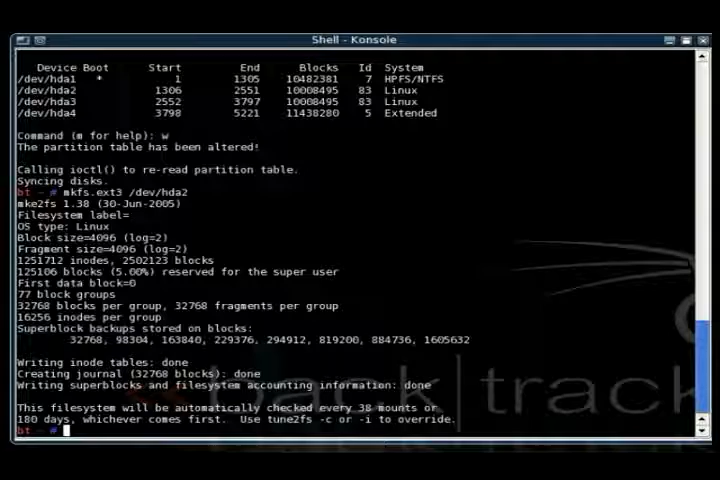 Shell - Konsole
Device Boot Start End Blocks Id System
/dev/hda1 * 1 1305 10482381 7 HPFS/NTFS
/dev/hda2 1306 2551 10008495 83 Linux
/dev/hda3 2552 3797 10008495 83 Linux
/dev/hda4 3798 5221 11438280 5 Extended
Command (m for help): w
The partition table has been altered!
Calling ioctl() to re-read partition table.
Syncing disks.
bt ~ # mkfs.ext3 /dev/hda2
mke2fs 1.38 (30-Jun-2005)
Filesystem label=
OS type: Linux
Block size=4096 (log=2)
Fragment size=4096 (log=2)
1251712 inodes, 2502123 blocks
125106 blocks (5.00%) reserved for the super user
First data block=0
77 block groups
32768 blocks per group, 32768 fragments per group
16256 inodes per group
Superblock backups stored on blocks:
32768, 98304, 163840, 229376, 294912, 819200, 884736, 1605632
Writing inode tables: done
Creating journal (32768 blocks): done
Writing superblocks and filesystem accounting information: done
This filesystem will be automatically checked every 38 mounts or
180 days, whichever comes first. Use tune2fs -c or -i to override.
bt ~ #
back|track